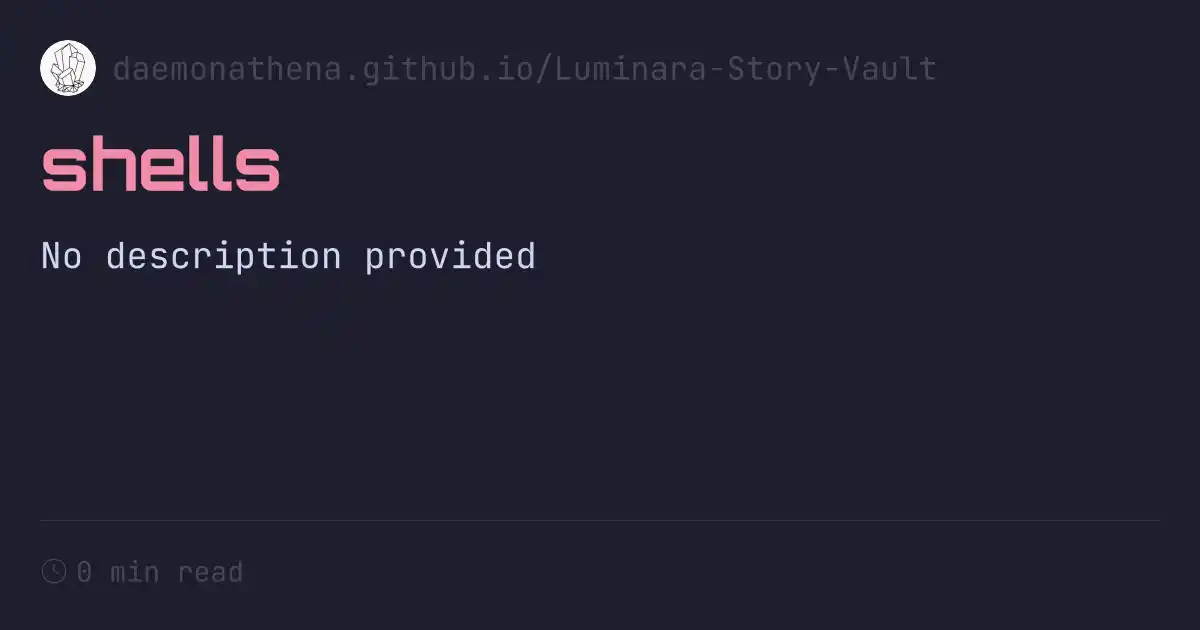 daemonathena.github.io/Luminara-Story-Vault
shells
No description provided
0 min read